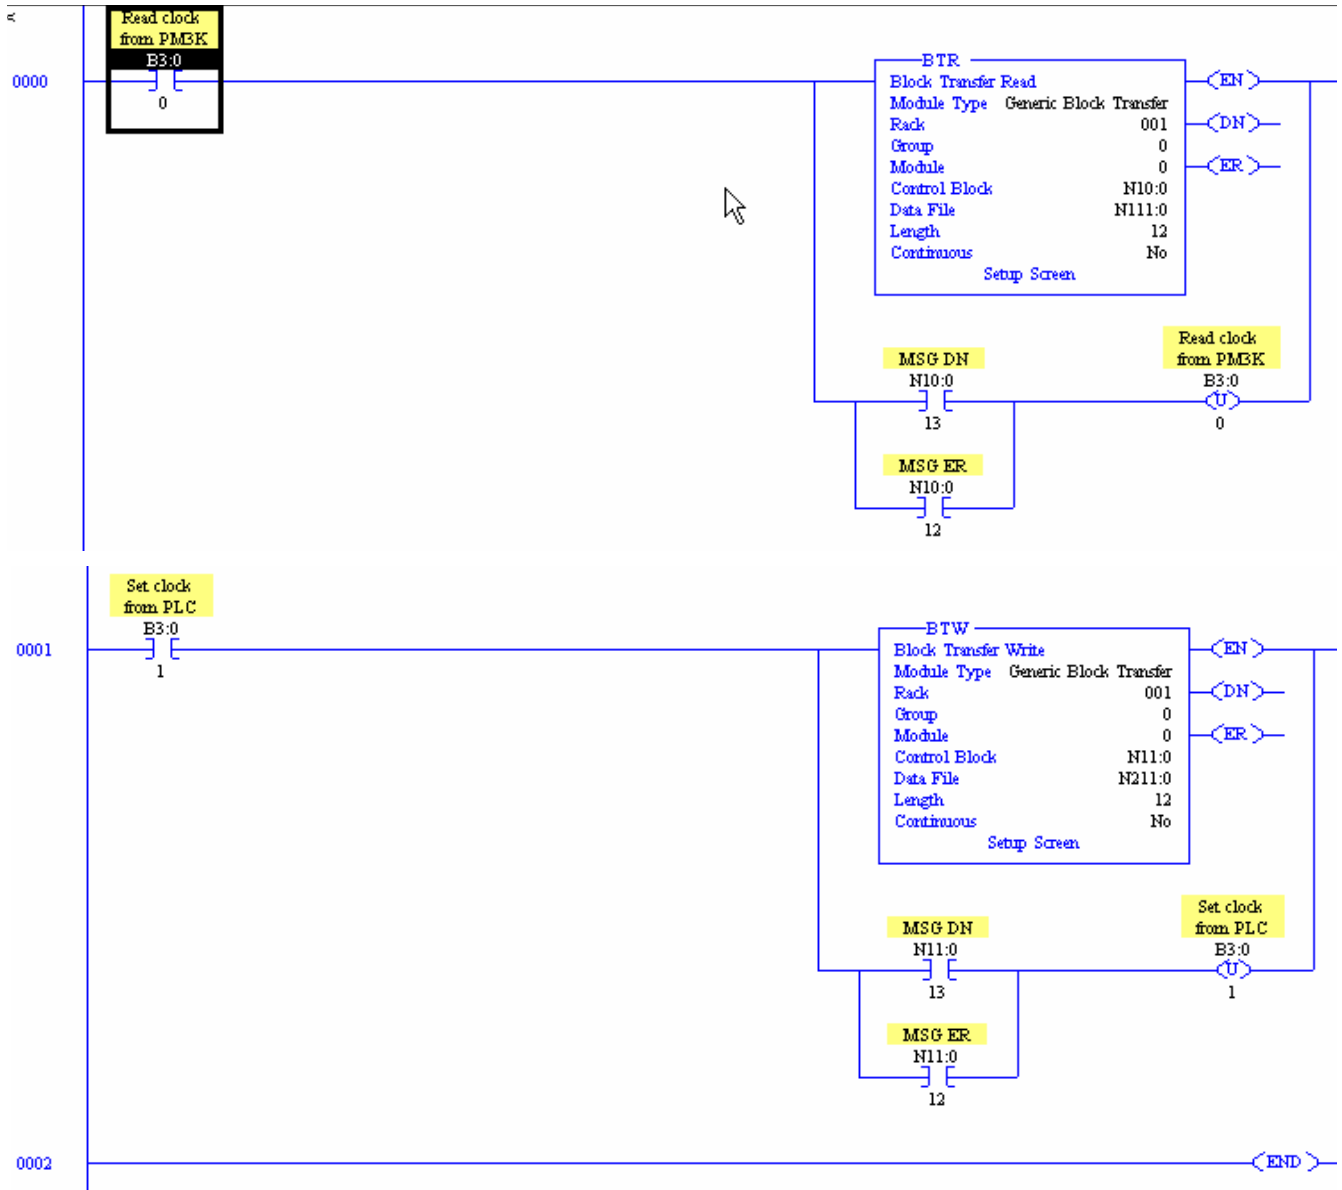 Read clock
from PM3K
B3:0
0000
0
BTR
Block Transfer Read
Module Type Generic Block Transfer
Rack 001
Group 0
Module 0
Control Block N10:0
Data File N111:0
Length 12
Continuous No
Setup Screen
EN
DN
ER
MSG DN
N10:0
13
Read clock
from PM3K
B3:0
U
0
MSG ER
N10:0
12
Set clock
from PLC
B3:0
0001
1
BTW
Block Transfer Write
Module Type Generic Block Transfer
Rack 001
Group 0
Module 0
Control Block N11:0
Data File N211:0
Length 12
Continuous No
Setup Screen
EN
DN
ER
MSG DN
N11:0
13
Set clock
from PLC
B3:0
U
1
MSG ER
N11:0
12
0002
END